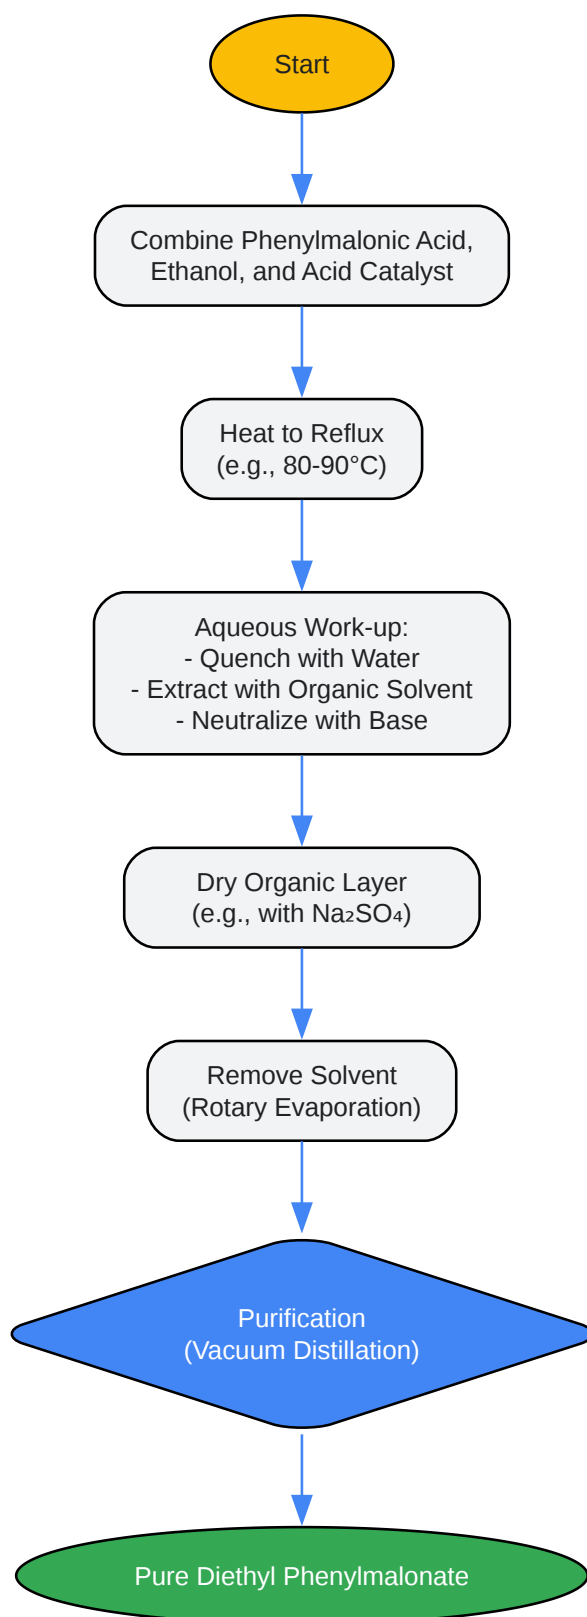 Start
Combine Phenylmalonic Acid,
Ethanol, and Acid Catalyst
Heat to Reflux
(e.g., 80-90°C)
Aqueous Work-up:
- Quench with Water
- Extract with Organic Solvent
- Neutralize with Base
Dry Organic Layer
(e.g., with Na₂SO₄)
Remove Solvent
(Rotary Evaporation)
Purification
(Vacuum Distillation)
Pure Diethyl Phenylmalonate